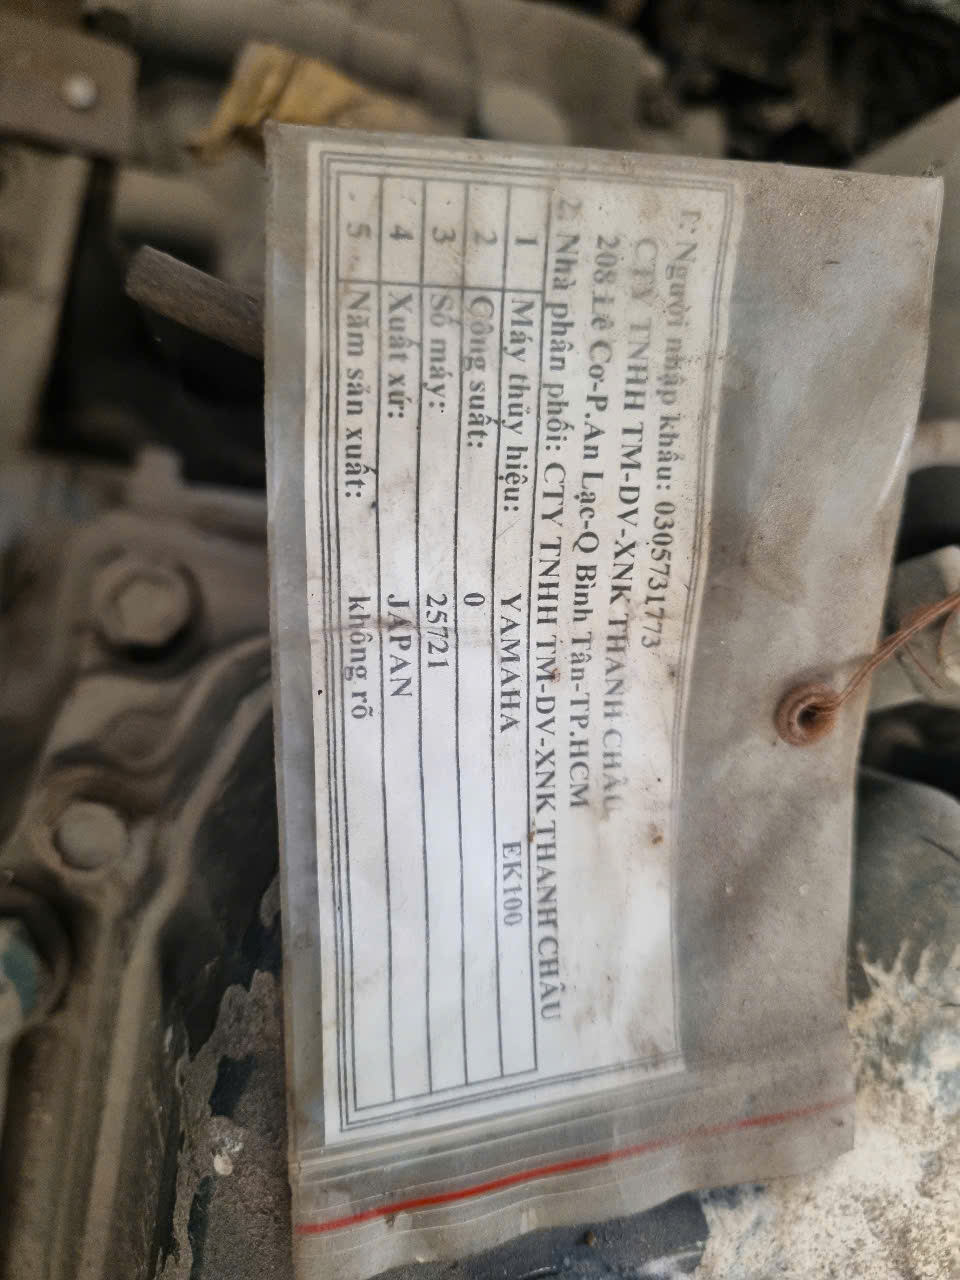 1: Người nhập khẩu: 0305731773
CTY TNHH TM-DV-XNK THANH CHÂU
208 Lê Cơ-P.An Lạc-Q Bình Tân-TP.HCM
2. Nhà phân phối: CTY TNHH TM-DV-XNK THANH CHÂU
1 Máy thủy hiệu: YAMAHA EK100
2 Công suất: 0
3 Số máy: 25721
4 Xuất xứ: JAPAN
5 Năm sản xuất: không rõ